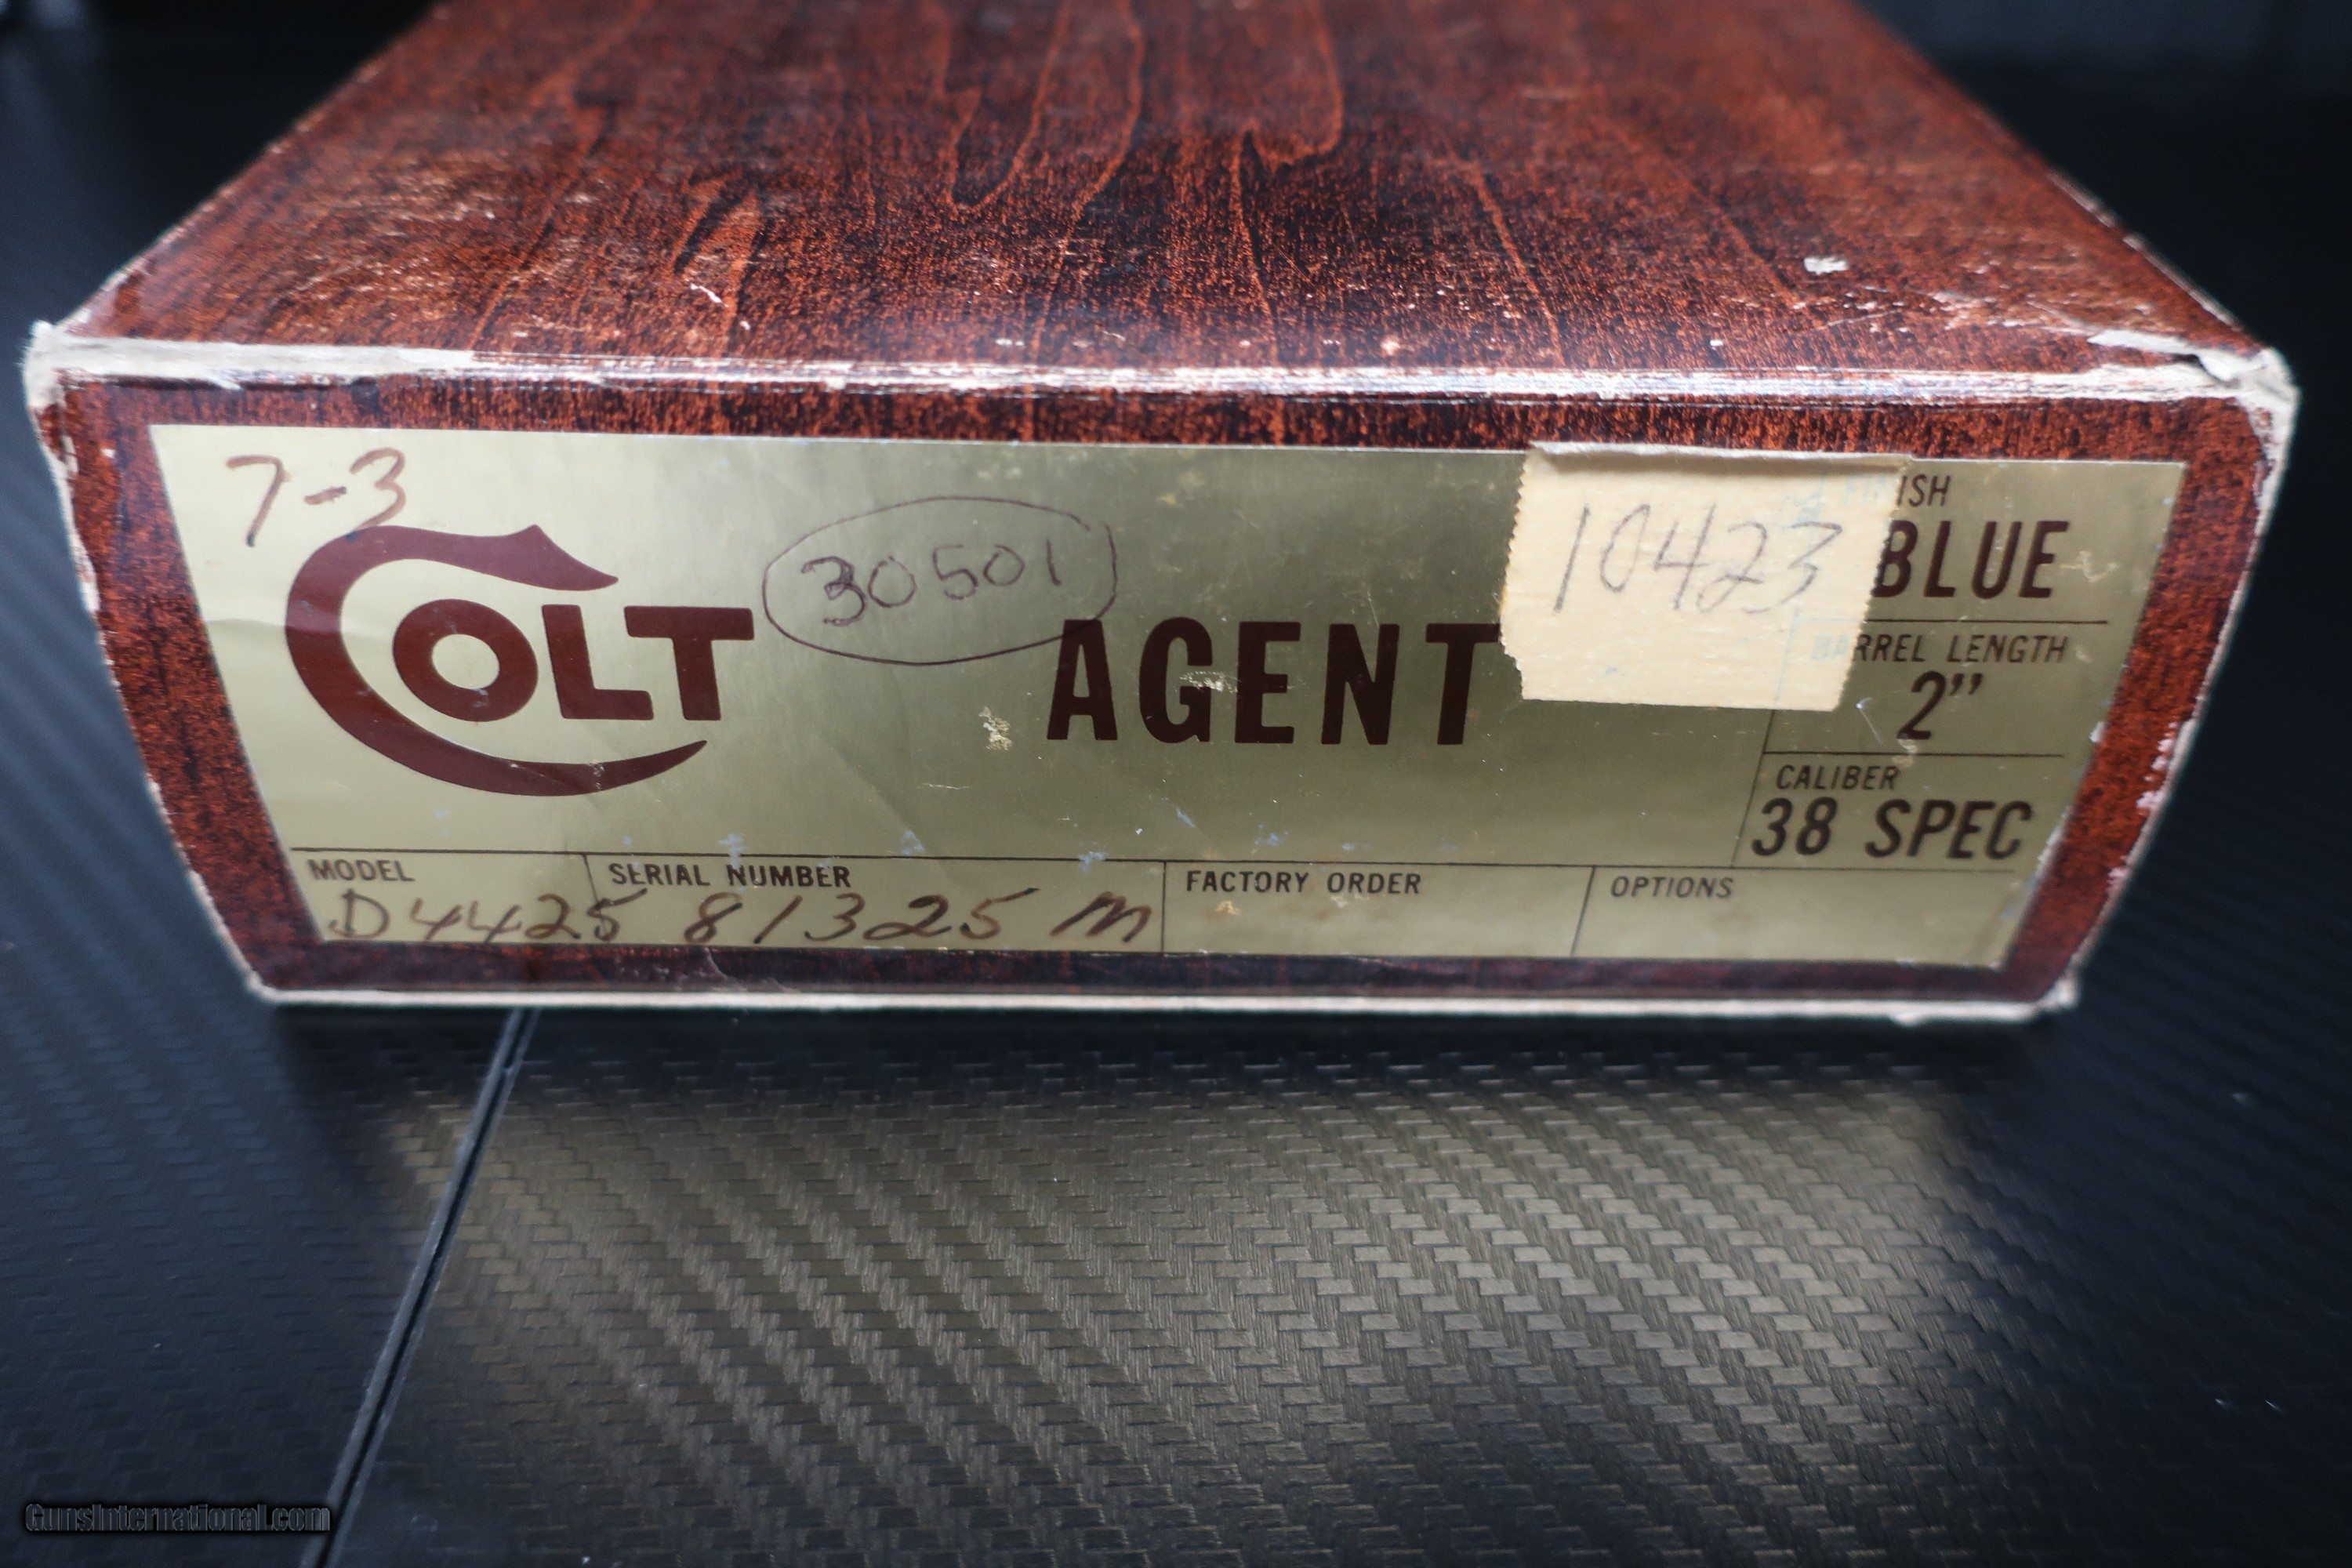 7-3
COLT
30501
AGENT
10423
FINISH
BLUE
BARREL LENGTH
2"
CALIBER
38 SPEC
MODEL
D4425
SERIAL NUMBER
81325 M
FACTORY ORDER
OPTIONS
GunsInternational.com